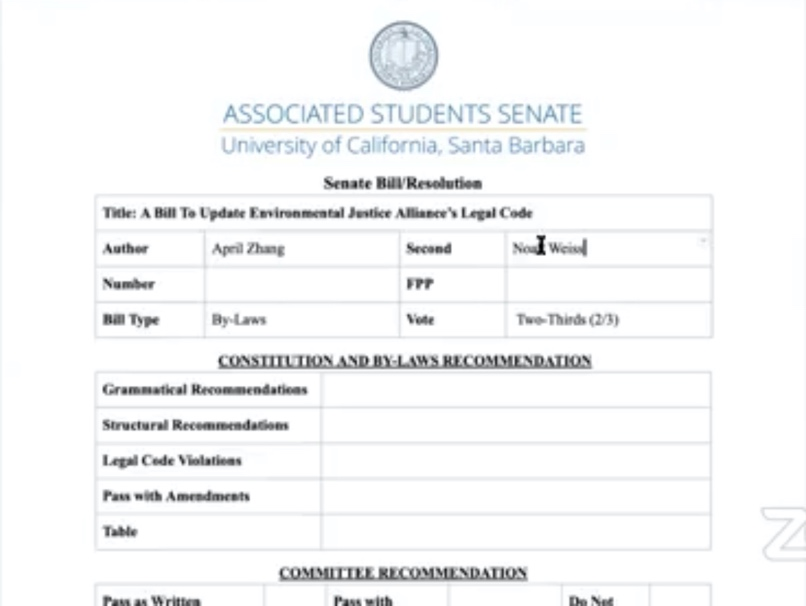 ASSOCIATED STUDENTS SENATE
University of California, Santa Barbara
Senate Bill/Resolution
Title: A Bill To Update Environmental Justice Alliance's Legal Code
Author April Zhang Second Weiss
Number FPP
Bill Type By-Laws Vote Two-Thirds (2/3)
CONSTITUTION AND BY-LAWS RECOMMENDATION
Grammatical Recommendations
Structural Recommendations
Legal Code Violations
Pass with Amendments
Table
COMMITTEE RECOMMENDATION
Pass as Written Pass with Do Not